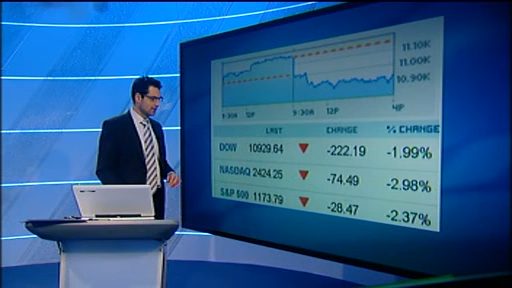 11.10K
11.00K
10.90K
9:30A 12P 9:30A 12P 4P
LAST CHANGE % CHANGE
DOW 10929.64 -222.19 -1.99%
NASDAQ 2424.25 -74.49 -2.98%
S&P 500 1173.79 -28.47 -2.37%